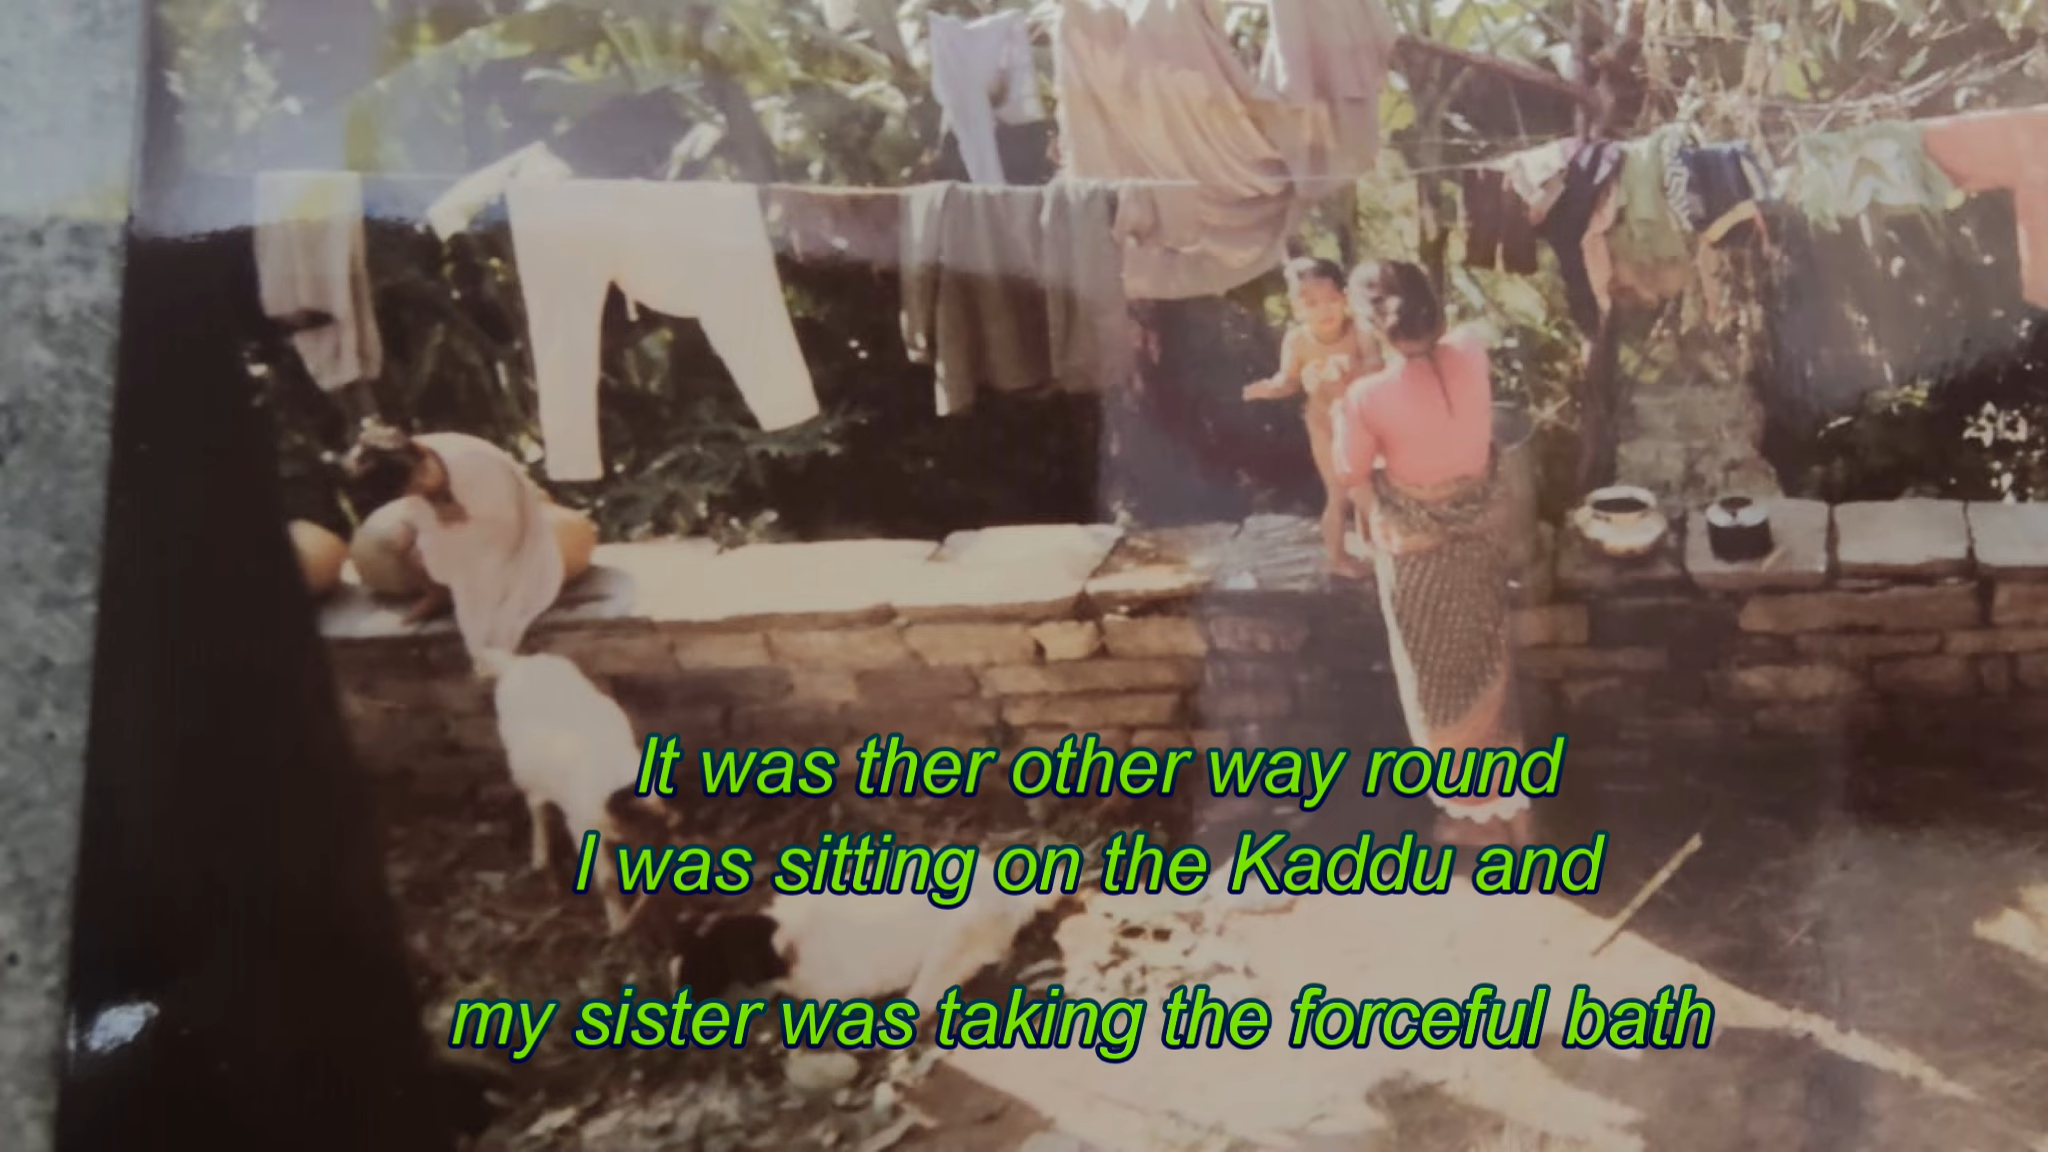 It was ther other way round
I was sitting on the Kaddu and
my sister was taking the forceful bath